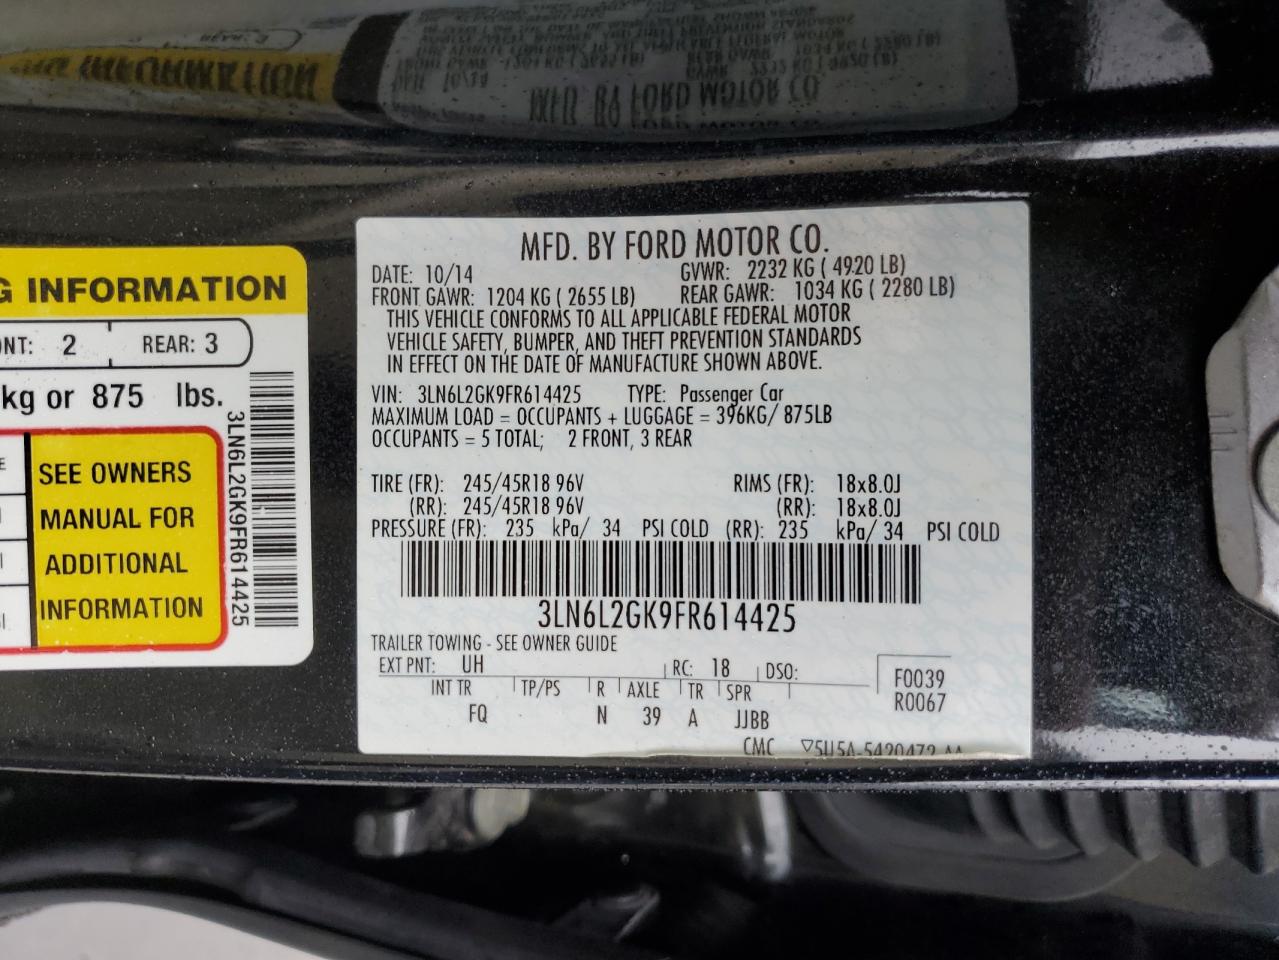 MFD. BY FORD MOTOR CO.
DATE: 10/14 GVWR: 2232 KG ( 4920 LB)
FRONT GAWR: 1204 KG ( 2655 LB) REAR GAWR: 1034 KG ( 2280 LB)
THIS VEHICLE CONFORMS TO ALL APPLICABLE FEDERAL MOTOR
VEHICLE SAFETY, BUMPER, AND THEFT PREVENTION STANDARDS
IN EFFECT ON THE DATE OF MANUFACTURE SHOWN ABOVE.
VIN: 3LN6L2GK9FR614425 TYPE: Passenger Car
MAXIMUM LOAD = OCCUPANTS + LUGGAGE = 396KG/ 875LB
OCCUPANTS = 5 TOTAL; 2 FRONT, 3 REAR
TIRE (FR): 245/45R18 96V RIMS (FR): 18x8.0J
(RR): 245/45R18 96V (RR): 18x8.0J
PRESSURE (FR): 235 kPa/ 34 PSI COLD (RR): 235 kPa/ 34 PSI COLD
3LN6L2GK9FR614425
TRAILER TOWING - SEE OWNER GUIDE
EXT PNT: UH RC: 18 DSO:
F0039
R0067
INT TR TP/PS R AXLE TR SPR
FQ N 39 A JJBB
CMC ▽5U5A-5420472-AA
G INFORMATION
NT: 2 REAR: 3
kg or 875 lbs.
SEE OWNERS
MANUAL FOR
ADDITIONAL
INFORMATION
3LN6L2GK9FR614425